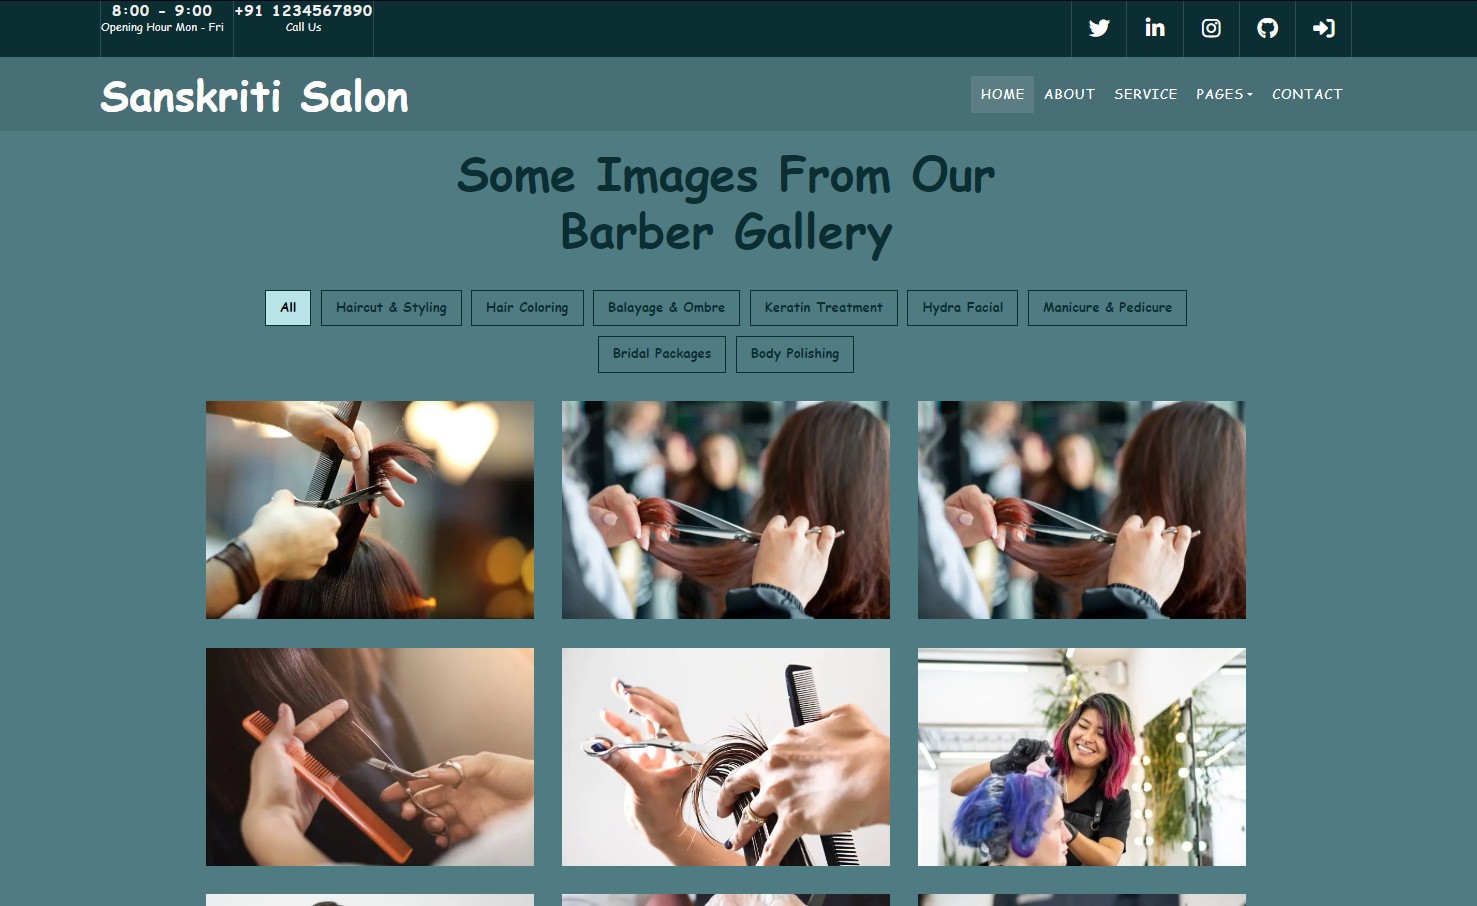 8:00 - 9:00
Opening Hour Mon - Fri
+91 1234567890
Call Us
Sanskriti Salon
HOME ABOUT SERVICE PAGES CONTACT
Some Images From Our
Barber Gallery
All Haircut & Styling Hair Coloring Balayage & Ombre Keratin Treatment Hydra Facial Manicure & Pedicure
Bridal Packages Body Polishing